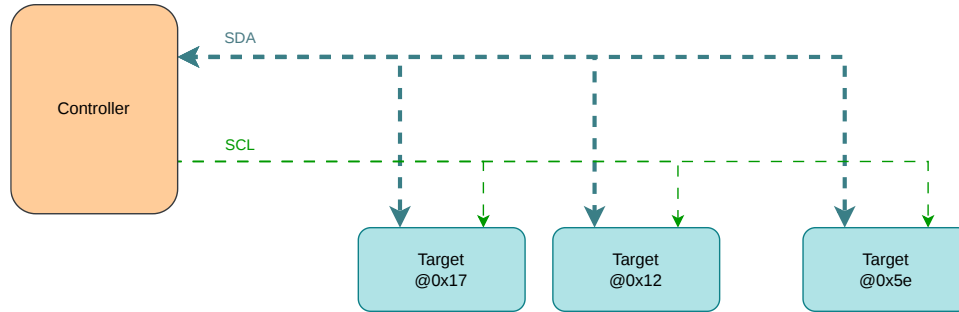 SDA
Controller
SCL
Target
@0x17
Target
@0x12
Target
@0x5e